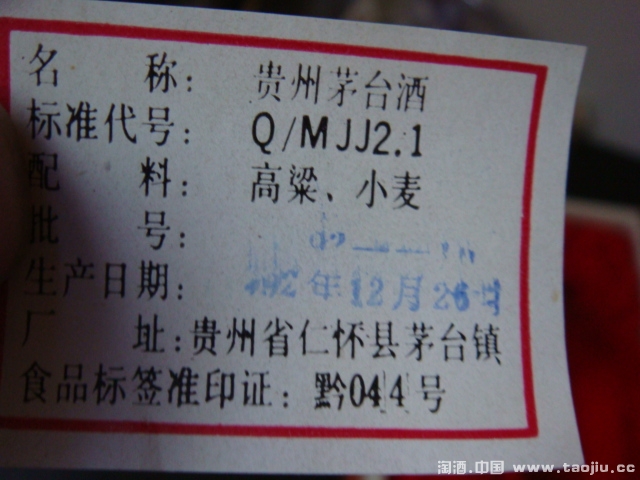 名 称: 贵州茅台酒
标准代号: Q/MJJ2.1
配 料: 高粱、小麦
批 号:
生产日期: 年12月26日
厂 址:贵州省仁怀县茅台镇
食品标签准印证: 黔044号
淘酒.中国 www.taojiu.cc